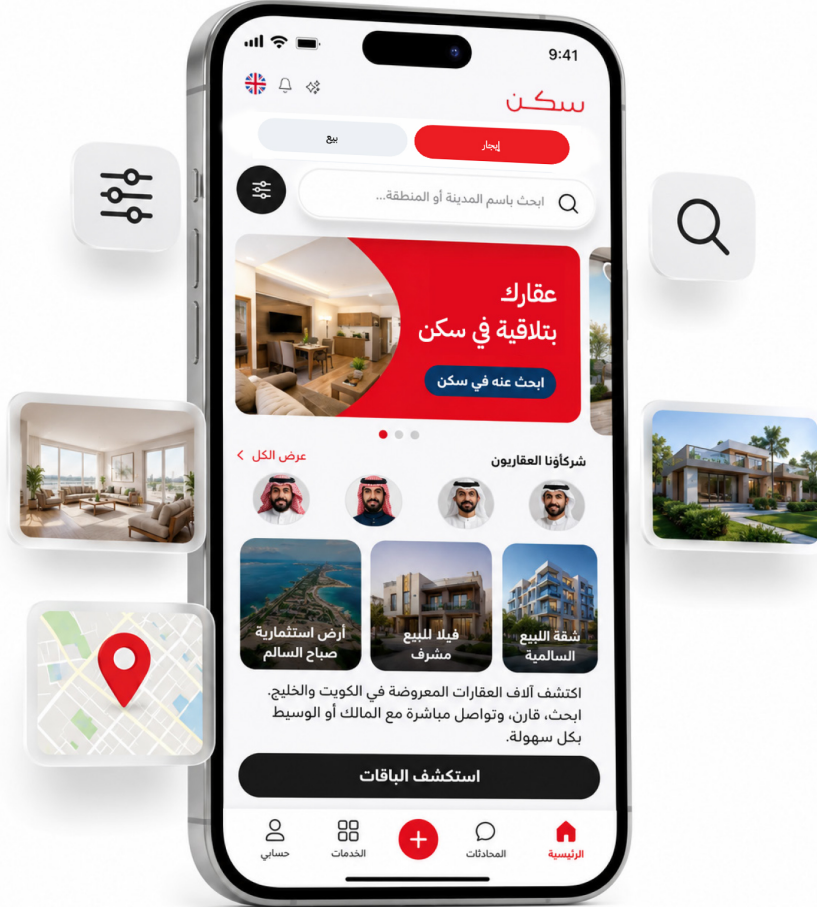 9:41
سكن
إيجار
بيع
ابحث باسم المدينة أو المنطقة...
عقارك
بتلاقية في سكن
ابحث عنه في سكن
شركأؤنا العقاريون
عرض الكل
شقة اللبيع
السالمية
فيلا للبيع
مشرف
أرض استثمارية
صباح السالم
اكتشف آلاف العقارات المعروضة في الكويت والخليج.
ابحث، قارن، وتواصل مباشرة مع المالك أو الوسيط
بكل سهولة.
استكشف الباقات
الرئيسية
المحادثات
الخدمات
حسابي